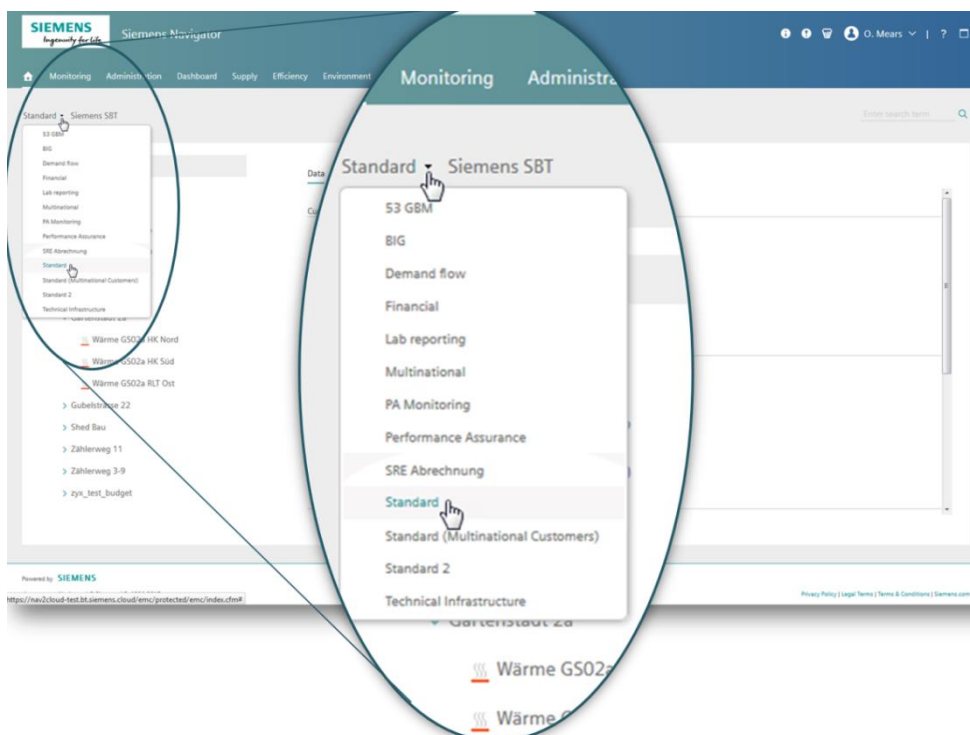 SIEMENS
Ingenuity for life
Siemens Navigator
O. Mears | ?
Monitoring Administration Dashboard Supply Efficiency Environment
Standard Siemens SBT
Enter search term
53 GBM
BIG
Demand flow
Financial
Lab reporting
Multinational
PA Monitoring
Performance Assurance
SRE Abrechnung
Standard
Standard (Multinational Customers)
Standard 2
Technical Infrastructure
Gartenstadt 2a
Wärme GS02a HK Nord
Wärme GS02a HK Süd
Wärme GS02a RLT Ost
Gubelstrasse 22
Shed Bau
Zählerweg 11
Zählerweg 3-9
zyx_test_budget
Data
Powered by SIEMENS
https://nav2cloud-test.bt.siemens.cloud/emc/protected/emc/index.cfm#
Privacy Policy | Legal Terms | Terms & Conditions | Siemens.com
Monitoring Administra
Standard Siemens SBT
53 GBM
BIG
Demand flow
Financial
Lab reporting
Multinational
PA Monitoring
Performance Assurance
SRE Abrechnung
Standard
Standard (Multinational Customers)
Standard 2
Technical Infrastructure
Gartenstadt 2a
Wärme GS02a
Wärme